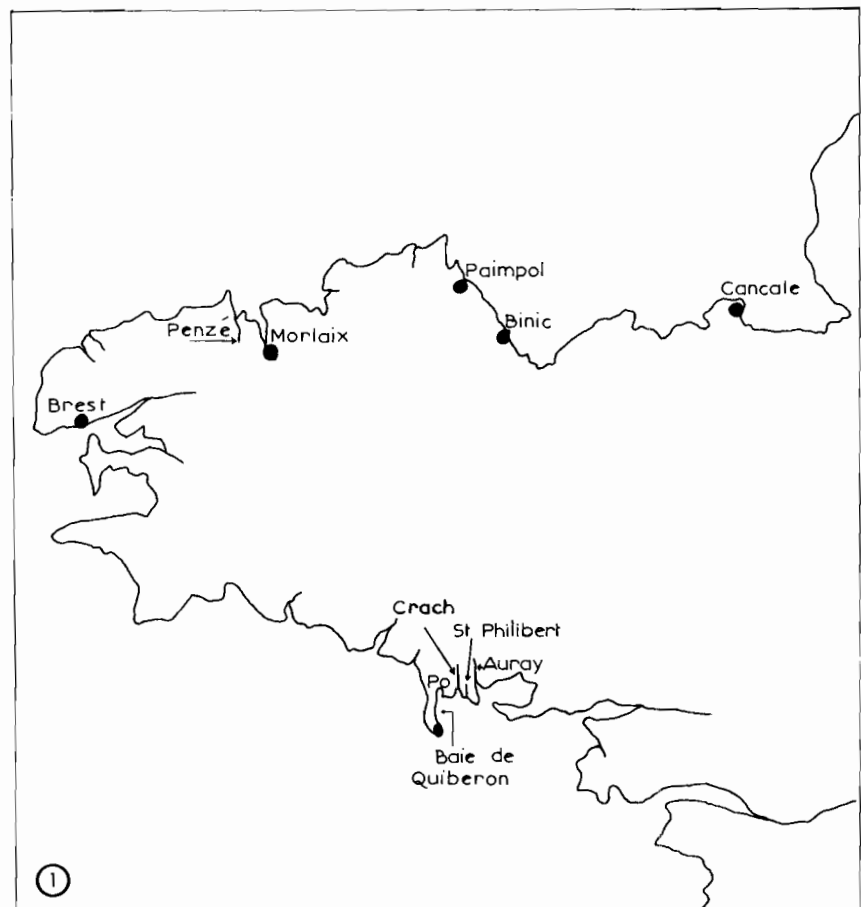 Paimpol
Cancale
Binic
Penzé
Morlaix
Brest
Crach
St Philibert
Auray
Po
Baie de
Quiberon
1